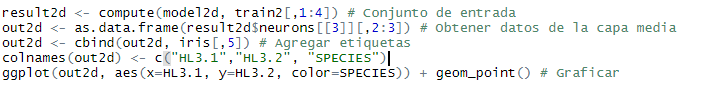 result2d <- compute(model2d, train2[,1:4]) # Conjunto de entrada
out2d <- as.data.frame(result2d$neurons[[3]][,2:3]) # Obtener datos de la capa media
out2d <- cbind(out2d, iris[,5]) # Agregar etiquetas
colnames(out2d) <- c("HL3.1","HL3.2", "SPECIES")
ggplot(out2d, aes(x=HL3.1, y=HL3.2, color=SPECIES)) + geom_point() # Graficar